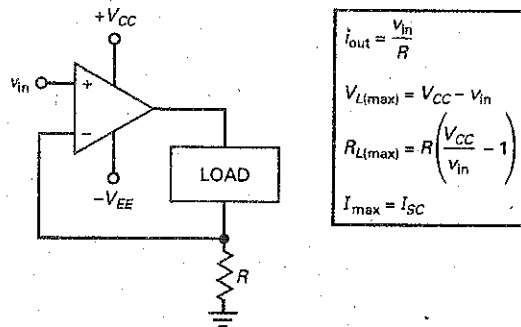 +V_CC
v_in
+
−
−V_EE
LOAD
R
i_out = v_in / R
V_L(max) = V_CC − v_in
R_L(max) = R(V_CC / v_in − 1)
I_max = I_SC